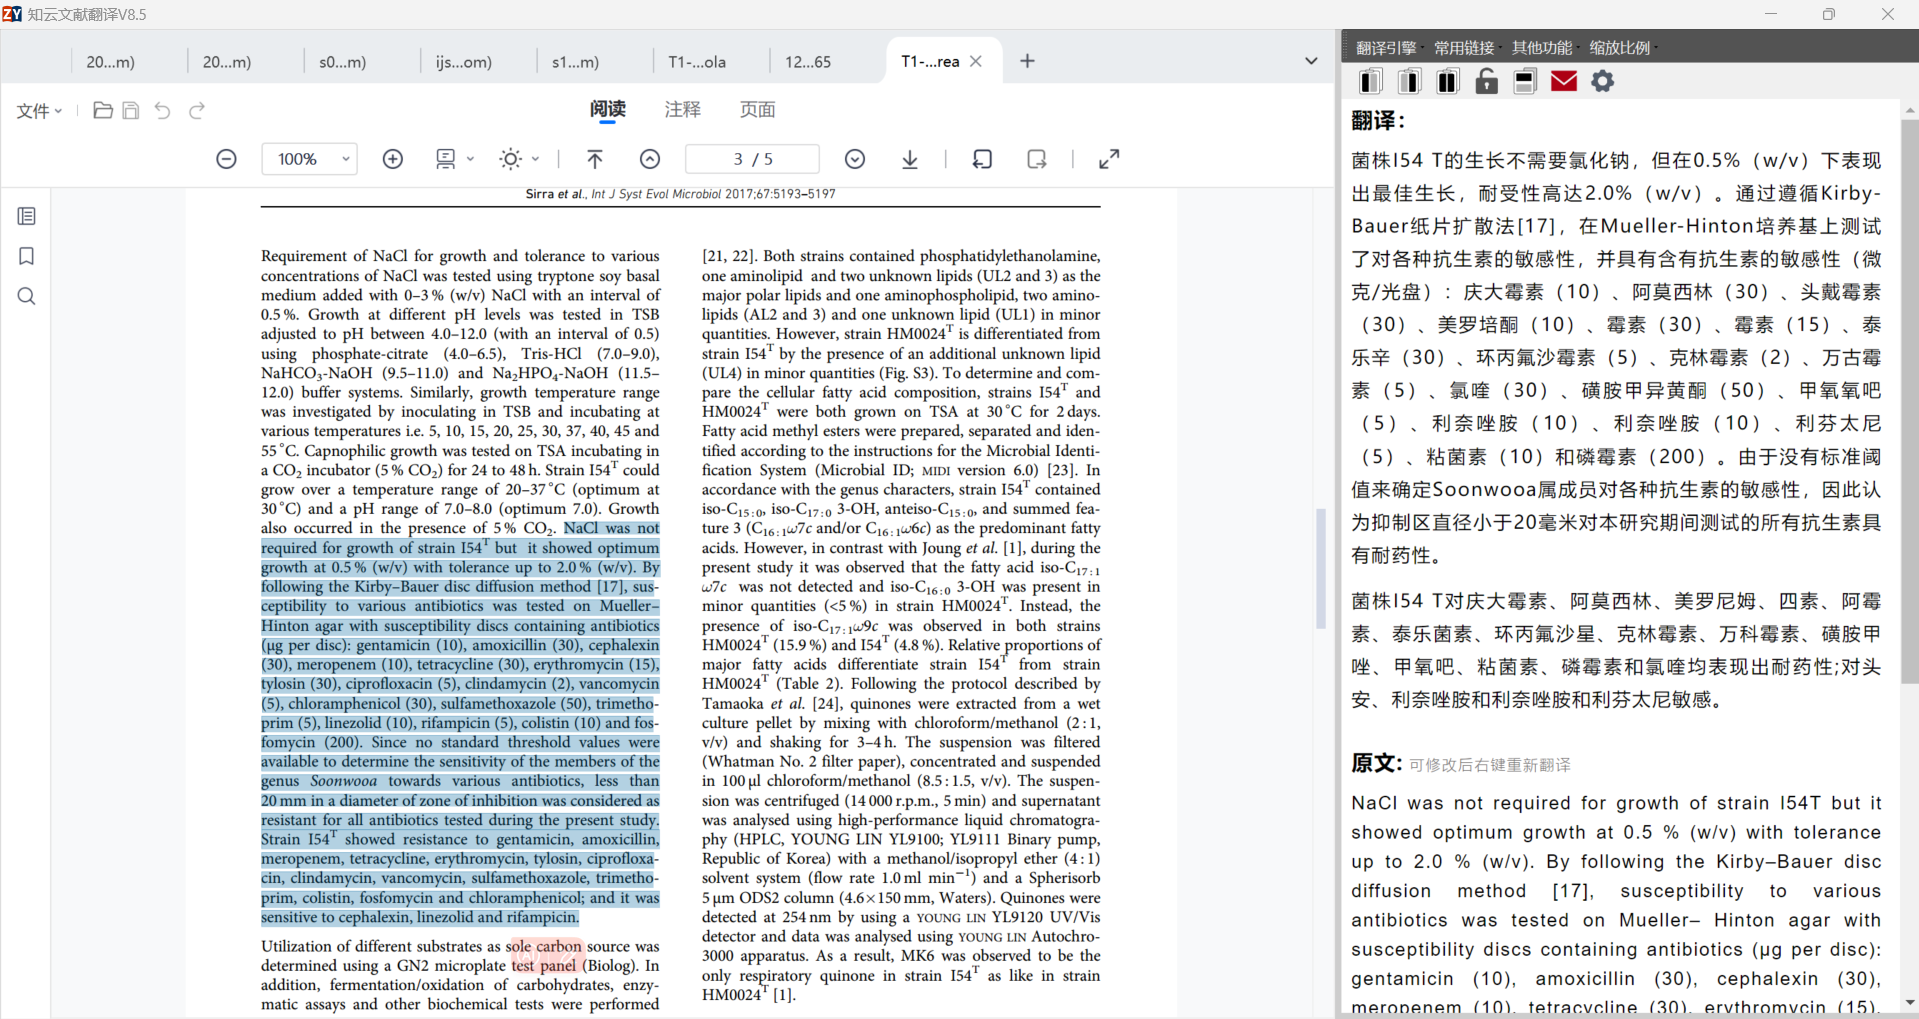 知云文献翻译V8.5
20...m)
20...m)
s0...m)
ijs...om)
s1...m)
T1-...ola
12...65
T1-...rea
文件
阅读
注释
页面
100%
3 / 5
Sirra et al., Int J Syst Evol Microbiol 2017;67:5193–5197
Requirement of NaCl for growth and tolerance to various
concentrations of NaCl was tested using tryptone soy basal
medium added with 0–3 % (w/v) NaCl with an interval of
0.5 %. Growth at different pH levels was tested in TSB
adjusted to pH between 4.0–12.0 (with an interval of 0.5)
using phosphate-citrate (4.0–6.5), Tris-HCl (7.0–9.0),
NaHCO₃-NaOH (9.5–11.0) and Na₂HPO₄-NaOH (11.5–
12.0) buffer systems. Similarly, growth temperature range
was investigated by inoculating in TSB and incubating at
various temperatures i.e. 5, 10, 15, 20, 25, 30, 37, 40, 45 and
55 °C. Capnophilic growth was tested on TSA incubating in
a CO₂ incubator (5 % CO₂) for 24 to 48 h. Strain I54ᵀ could
grow over a temperature range of 20–37 °C (optimum at
30 °C) and a pH range of 7.0–8.0 (optimum 7.0). Growth
also occurred in the presence of 5 % CO₂. NaCl was not
required for growth of strain I54ᵀ but it showed optimum
growth at 0.5 % (w/v) with tolerance up to 2.0 % (w/v). By
following the Kirby–Bauer disc diffusion method [17], sus-
ceptibility to various antibiotics was tested on Mueller–
Hinton agar with susceptibility discs containing antibiotics
(µg per disc): gentamicin (10), amoxicillin (30), cephalexin
(30), meropenem (10), tetracycline (30), erythromycin (15),
tylosin (30), ciprofloxacin (5), clindamycin (2), vancomycin
(5), chloramphenicol (30), sulfamethoxazole (50), trimetho-
prim (5), linezolid (10), rifampicin (5), colistin (10) and fos-
fomycin (200). Since no standard threshold values were
available to determine the sensitivity of the members of the
genus Soonwooa towards various antibiotics, less than
20 mm in a diameter of zone of inhibition was considered as
resistant for all antibiotics tested during the present study.
Strain I54ᵀ showed resistance to gentamicin, amoxicillin,
meropenem, tetracycline, erythromycin, tylosin, ciprofloxa-
cin, clindamycin, vancomycin, sulfamethoxazole, trimetho-
prim, colistin, fosfomycin and chloramphenicol; and it was
sensitive to cephalexin, linezolid and rifampicin.
Utilization of different substrates as sole carbon source was
determined using a GN2 microplate test panel (Biolog). In
addition, fermentation/oxidation of carbohydrates, enzy-
matic assays and other biochemical tests were performed
[21, 22]. Both strains contained phosphatidylethanolamine,
one aminolipid and two unknown lipids (UL2 and 3) as the
major polar lipids and one aminophospholipid, two amino-
lipids (AL2 and 3) and one unknown lipid (UL1) in minor
quantities. However, strain HM0024ᵀ is differentiated from
strain I54ᵀ by the presence of an additional unknown lipid
(UL4) in minor quantities (Fig. S3). To determine and com-
pare the cellular fatty acid composition, strains I54ᵀ and
HM0024ᵀ were both grown on TSA at 30 °C for 2 days.
Fatty acid methyl esters were prepared, separated and iden-
tified according to the instructions for the Microbial Identi-
fication System (Microbial ID; MIDI version 6.0) [23]. In
accordance with the genus characters, strain I54ᵀ contained
iso-C₁₅:₀, iso-C₁₇:₀ 3-OH, anteiso-C₁₅:₀, and summed fea-
ture 3 (C₁₆:₁ω7c and/or C₁₆:₁ω6c) as the predominant fatty
acids. However, in contrast with Joung et al. [1], during the
present study it was observed that the fatty acid iso-C₁₇:₁
ω7c was not detected and iso-C₁₆:₀ 3-OH was present in
minor quantities (<5 %) in strain HM0024ᵀ. Instead, the
presence of iso-C₁₇:₁ω9c was observed in both strains
HM0024ᵀ (15.9 %) and I54ᵀ (4.8 %). Relative proportions of
major fatty acids differentiate strain I54ᵀ from strain
HM0024ᵀ (Table 2). Following the protocol described by
Tamaoka et al. [24], quinones were extracted from a wet
culture pellet by mixing with chloroform/methanol (2 : 1,
v/v) and shaking for 3–4 h. The suspension was filtered
(Whatman No. 2 filter paper), concentrated and suspended
in 100 µl chloroform/methanol (8.5 : 1.5, v/v). The suspen-
sion was centrifuged (14 000 r.p.m., 5 min) and supernatant
was analysed using high-performance liquid chromatogra-
phy (HPLC, YOUNG LIN YL9100; YL9111 Binary pump,
Republic of Korea) with a methanol/isopropyl ether (4 : 1)
solvent system (flow rate 1.0 ml min⁻¹) and a Spherisorb
5 µm ODS2 column (4.6×150 mm, Waters). Quinones were
detected at 254 nm by using a YOUNG LIN YL9120 UV/Vis
detector and data was analysed using YOUNG LIN Autochro-
3000 apparatus. As a result, MK6 was observed to be the
only respiratory quinone in strain I54ᵀ as like in strain
HM0024ᵀ [1].
翻译引擎 常用链接 其他功能 缩放比例
翻译：
菌株I54 T的生长不需要氯化钠，但在0.5%（w/v）下表现
出最佳生长，耐受性高达2.0%（w/v）。通过遵循Kirby-
Bauer纸片扩散法[17]，在Mueller-Hinton培养基上测试
了对各种抗生素的敏感性，并具有含有抗生素的敏感性（微
克/光盘）：庆大霉素（10）、阿莫西林（30）、头戴霉素
（30）、美罗培酮（10）、霉素（30）、霉素（15）、泰
乐辛（30）、环丙氟沙霉素（5）、克林霉素（2）、万古霉
素（5）、氯喹（30）、磺胺甲异黄酮（50）、甲氧氧吧
（5）、利奈唑胺（10）、利奈唑胺（10）、利芬太尼
（5）、粘菌素（10）和磷霉素（200）。由于没有标准阈
值来确定Soonwooa属成员对各种抗生素的敏感性，因此认
为抑制区直径小于20毫米对本研究期间测试的所有抗生素具
有耐药性。
菌株I54 T对庆大霉素、阿莫西林、美罗尼姆、四素、阿霉
素、泰乐菌素、环丙氟沙星、克林霉素、万科霉素、磺胺甲
唑、甲氧吧、粘菌素、磷霉素和氯喹均表现出耐药性;对头
安、利奈唑胺和利奈唑胺和利芬太尼敏感。
原文: 可修改后右键重新翻译
NaCl was not required for growth of strain I54T but it
showed optimum growth at 0.5 % (w/v) with tolerance
up to 2.0 % (w/v). By following the Kirby–Bauer disc
diffusion method [17], susceptibility to various
antibiotics was tested on Mueller– Hinton agar with
susceptibility discs containing antibiotics (µg per disc):
gentamicin (10), amoxicillin (30), cephalexin (30),
meropenem (10), tetracycline (30), erythromycin (15),